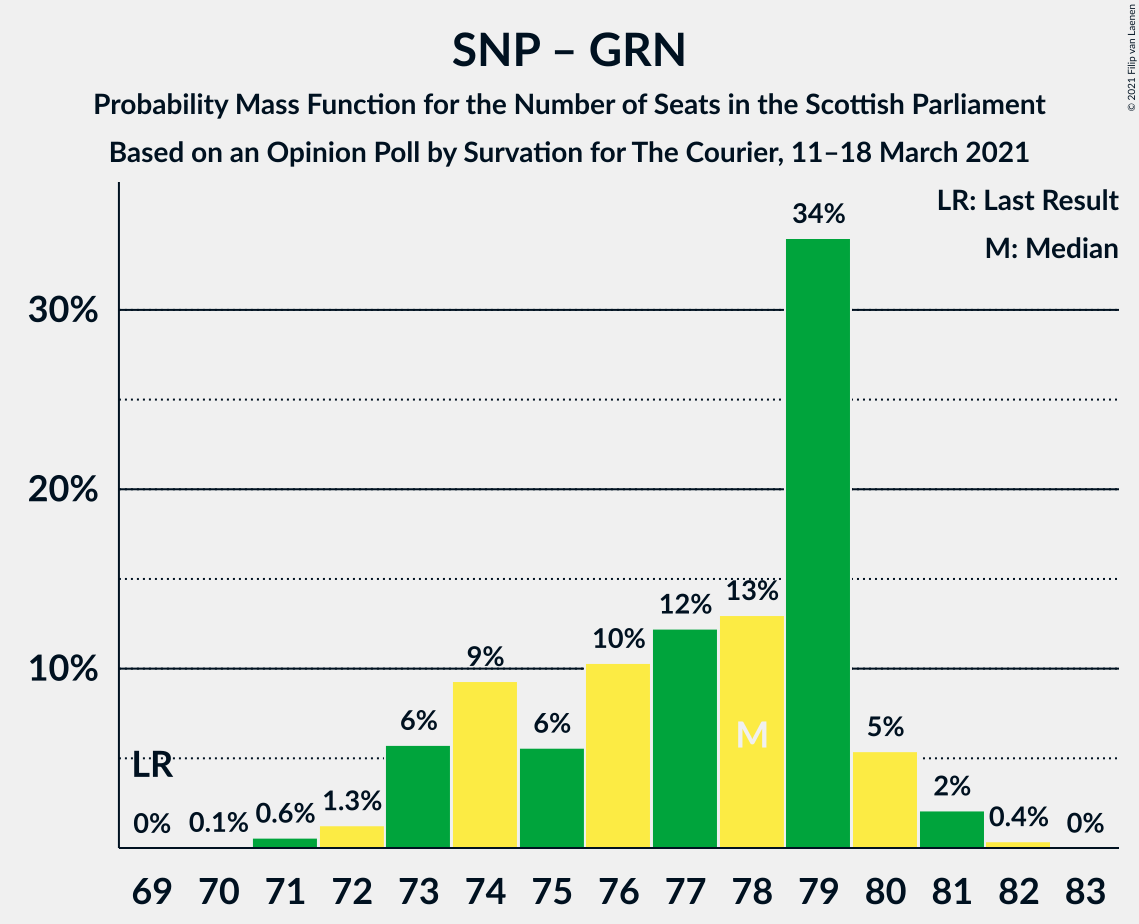 SNP – GRN
Probability Mass Function for the Number of Seats in the Scottish Parliament
Based on an Opinion Poll by Survation for The Courier, 11–18 March 2021
© 2021 Filip van Laenen
LR: Last Result
M: Median
30%
20%
10%
LR
0%
0.1%
0.6%
1.3%
6%
9%
6%
10%
12%
13%
M
34%
5%
2%
0.4%
0%
69 70 71 72 73 74 75 76 77 78 79 80 81 82 83